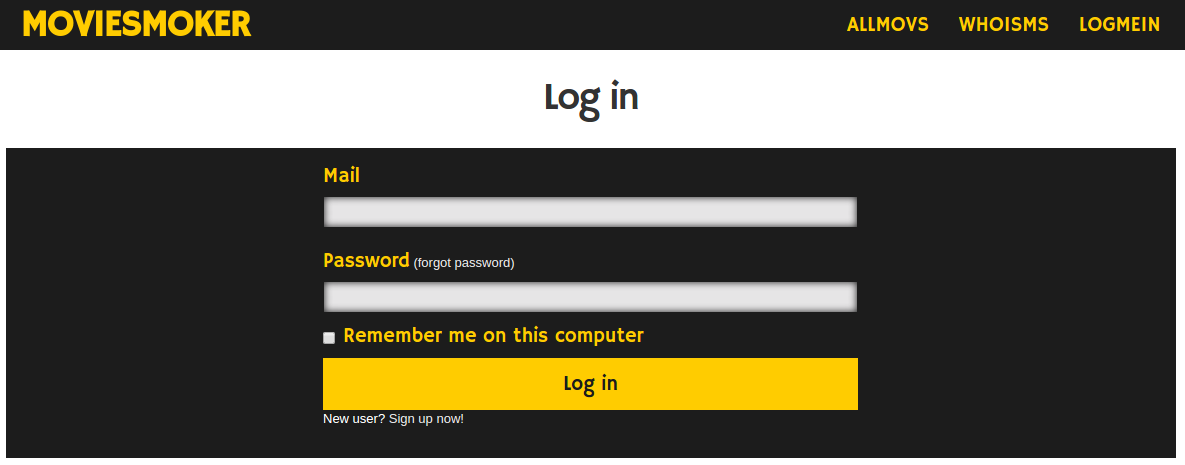 MOVIESMOKER ALLMOVS WHOISMS LOGMEIN
Log in
Mail
Password (forgot password)
Remember me on this computer
Log in
New user? Sign up now!